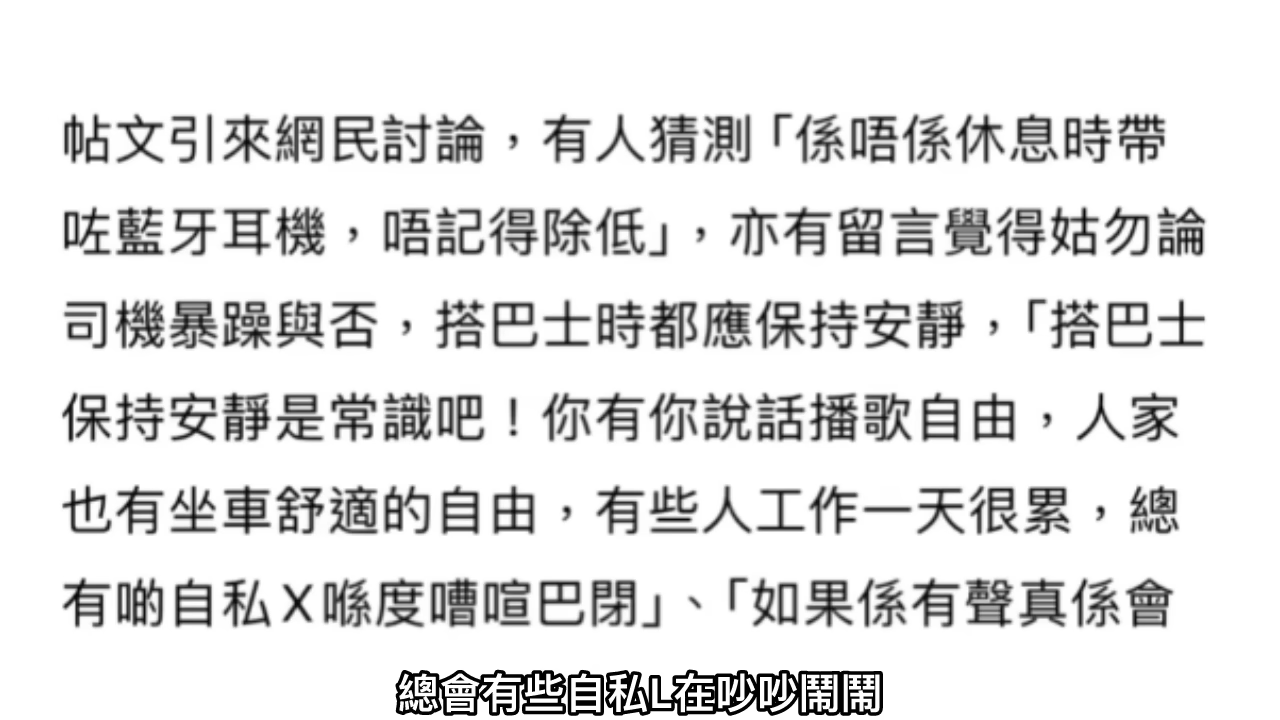 帖文引來網民討論，有人猜測「係唔係休息時帶
咗藍牙耳機，唔記得除低」，亦有留言覺得姑勿論
司機暴躁與否，搭巴士時都應保持安靜，「搭巴士
保持安靜是常識吧！你有你說話播歌自由，人家
也有坐車舒適的自由，有些人工作一天很累，總
有啲自私X喺度嘈喧巴閉」、「如果係有聲真係會
總會有些自私L在吵吵鬧鬧